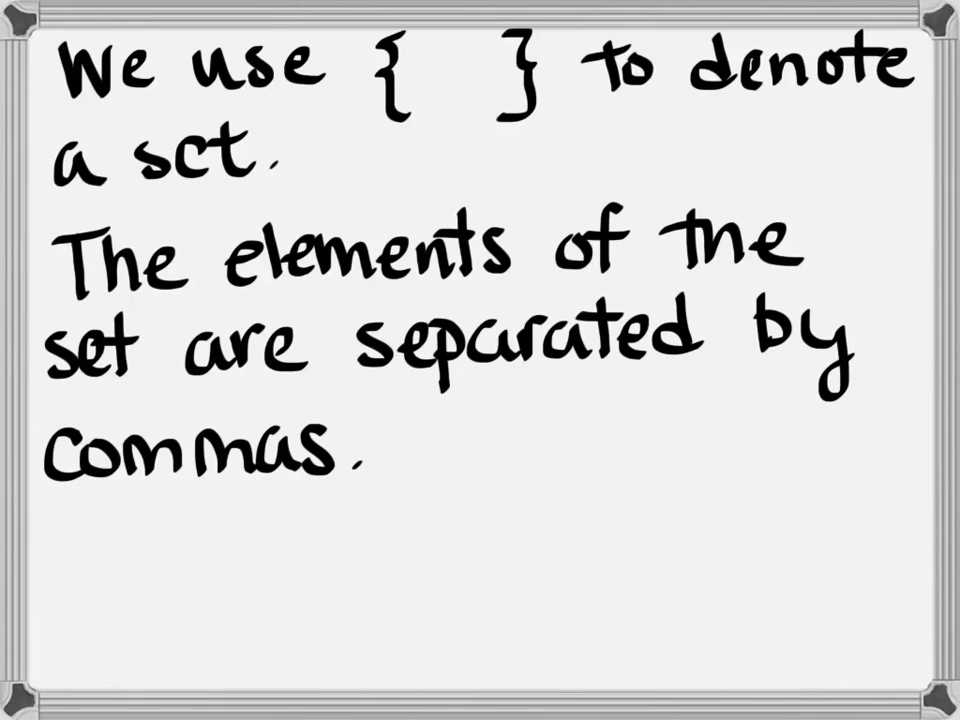 We use { } to denote
a set.
The elements of the
set are separated by
commas.